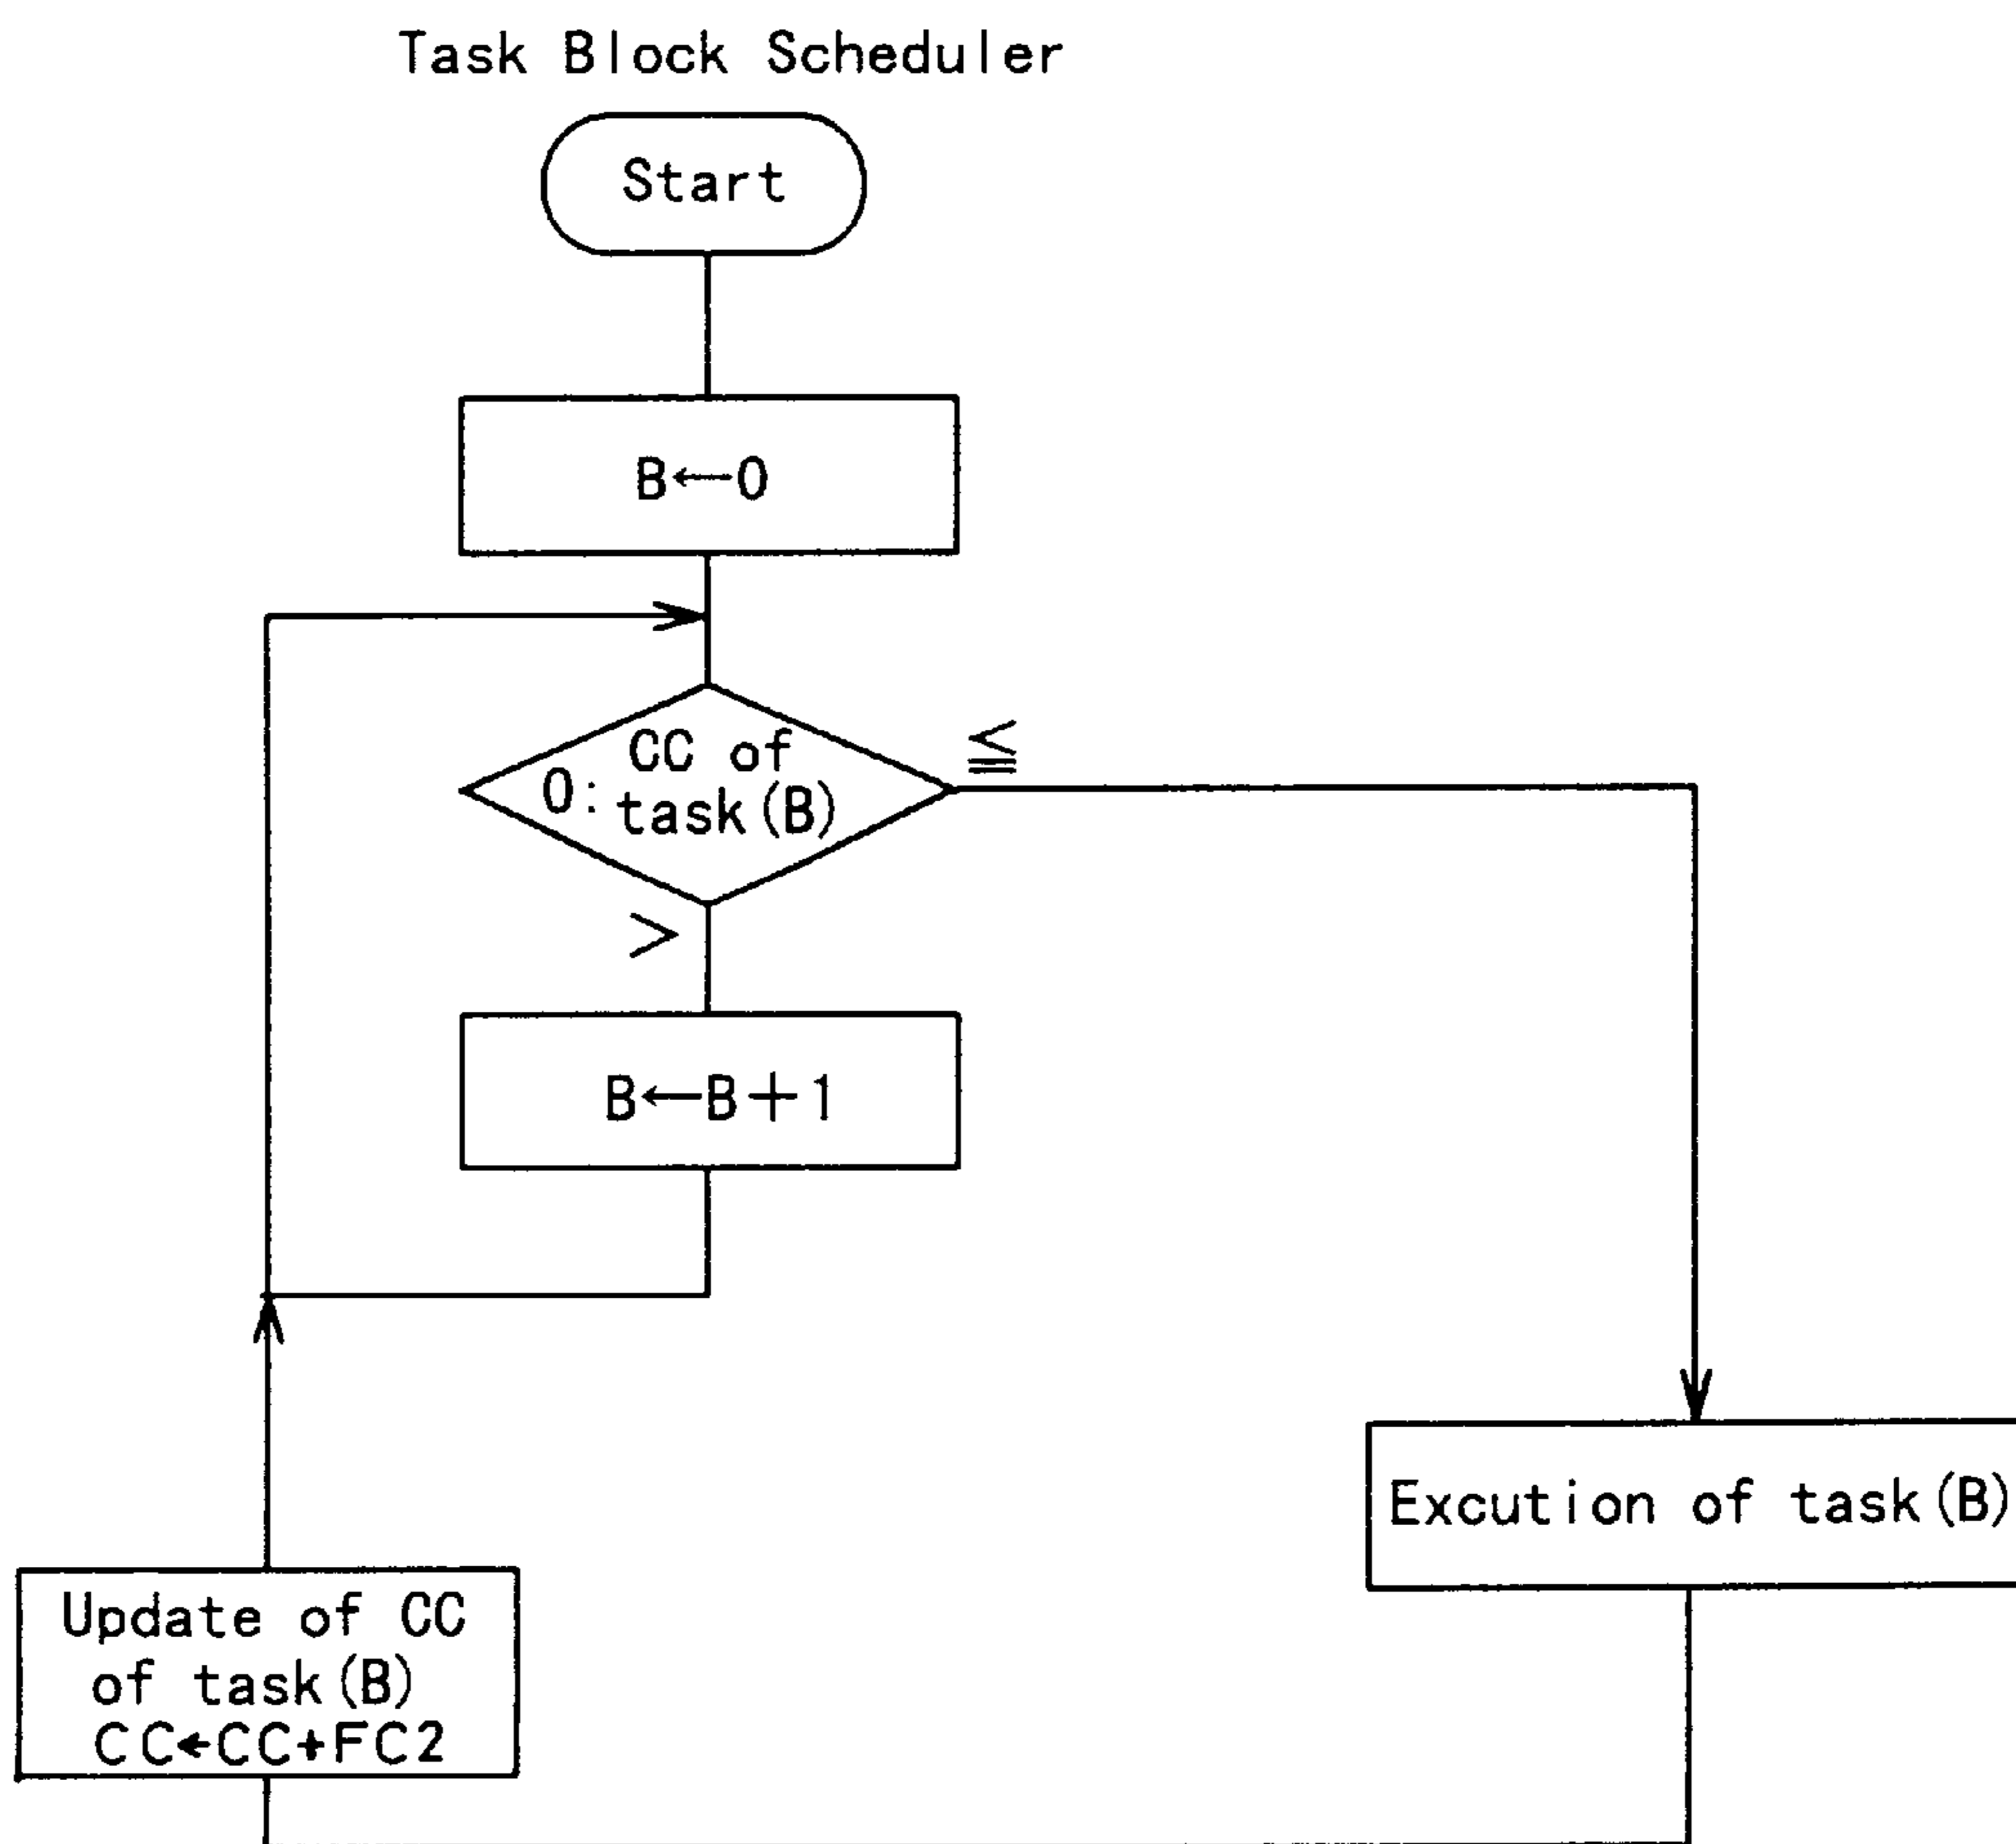 Task Block Scheduler
Start
B←0
CC of
0:
task(B)
≦
>
B←B+1
Excution of task(B)
Update of CC
of task(B)
CC←CC+FC2